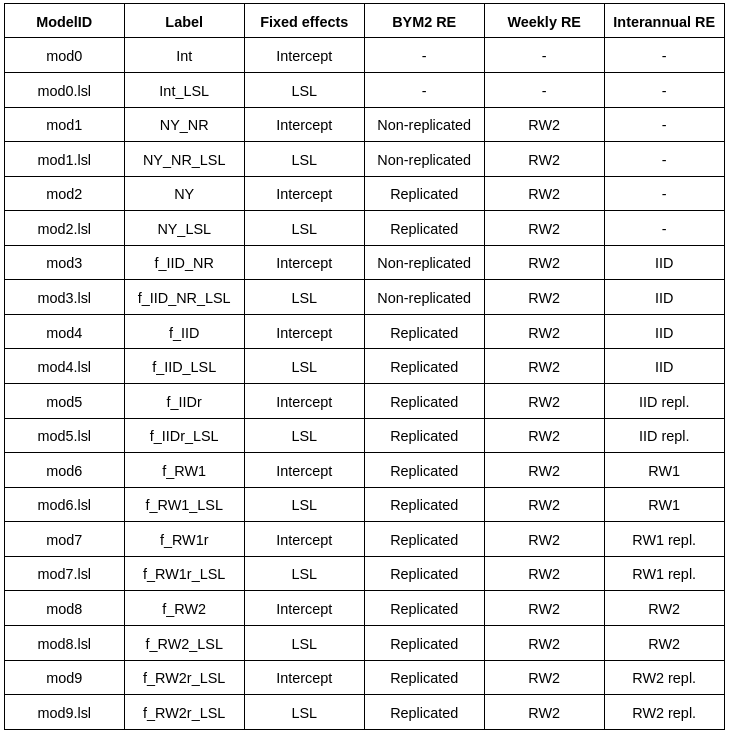 ModelID Label Fixed effects BYM2 RE Weekly RE Interannual RE
mod0 Int Intercept - - -
mod0.lsl Int_LSL LSL - - -
mod1 NY_NR Intercept Non-replicated RW2 -
mod1.lsl NY_NR_LSL LSL Non-replicated RW2 -
mod2 NY Intercept Replicated RW2 -
mod2.lsl NY_LSL LSL Replicated RW2 -
mod3 f_IID_NR Intercept Non-replicated RW2 IID
mod3.lsl f_IID_NR_LSL LSL Non-replicated RW2 IID
mod4 f_IID Intercept Replicated RW2 IID
mod4.lsl f_IID_LSL LSL Replicated RW2 IID
mod5 f_IIDr Intercept Replicated RW2 IID repl.
mod5.lsl f_IIDr_LSL LSL Replicated RW2 IID repl.
mod6 f_RW1 Intercept Replicated RW2 RW1
mod6.lsl f_RW1_LSL LSL Replicated RW2 RW1
mod7 f_RW1r Intercept Replicated RW2 RW1 repl.
mod7.lsl f_RW1r_LSL LSL Replicated RW2 RW1 repl.
mod8 f_RW2 Intercept Replicated RW2 RW2
mod8.lsl f_RW2_LSL LSL Replicated RW2 RW2
mod9 f_RW2r_LSL Intercept Replicated RW2 RW2 repl.
mod9.lsl f_RW2r_LSL LSL Replicated RW2 RW2 repl.